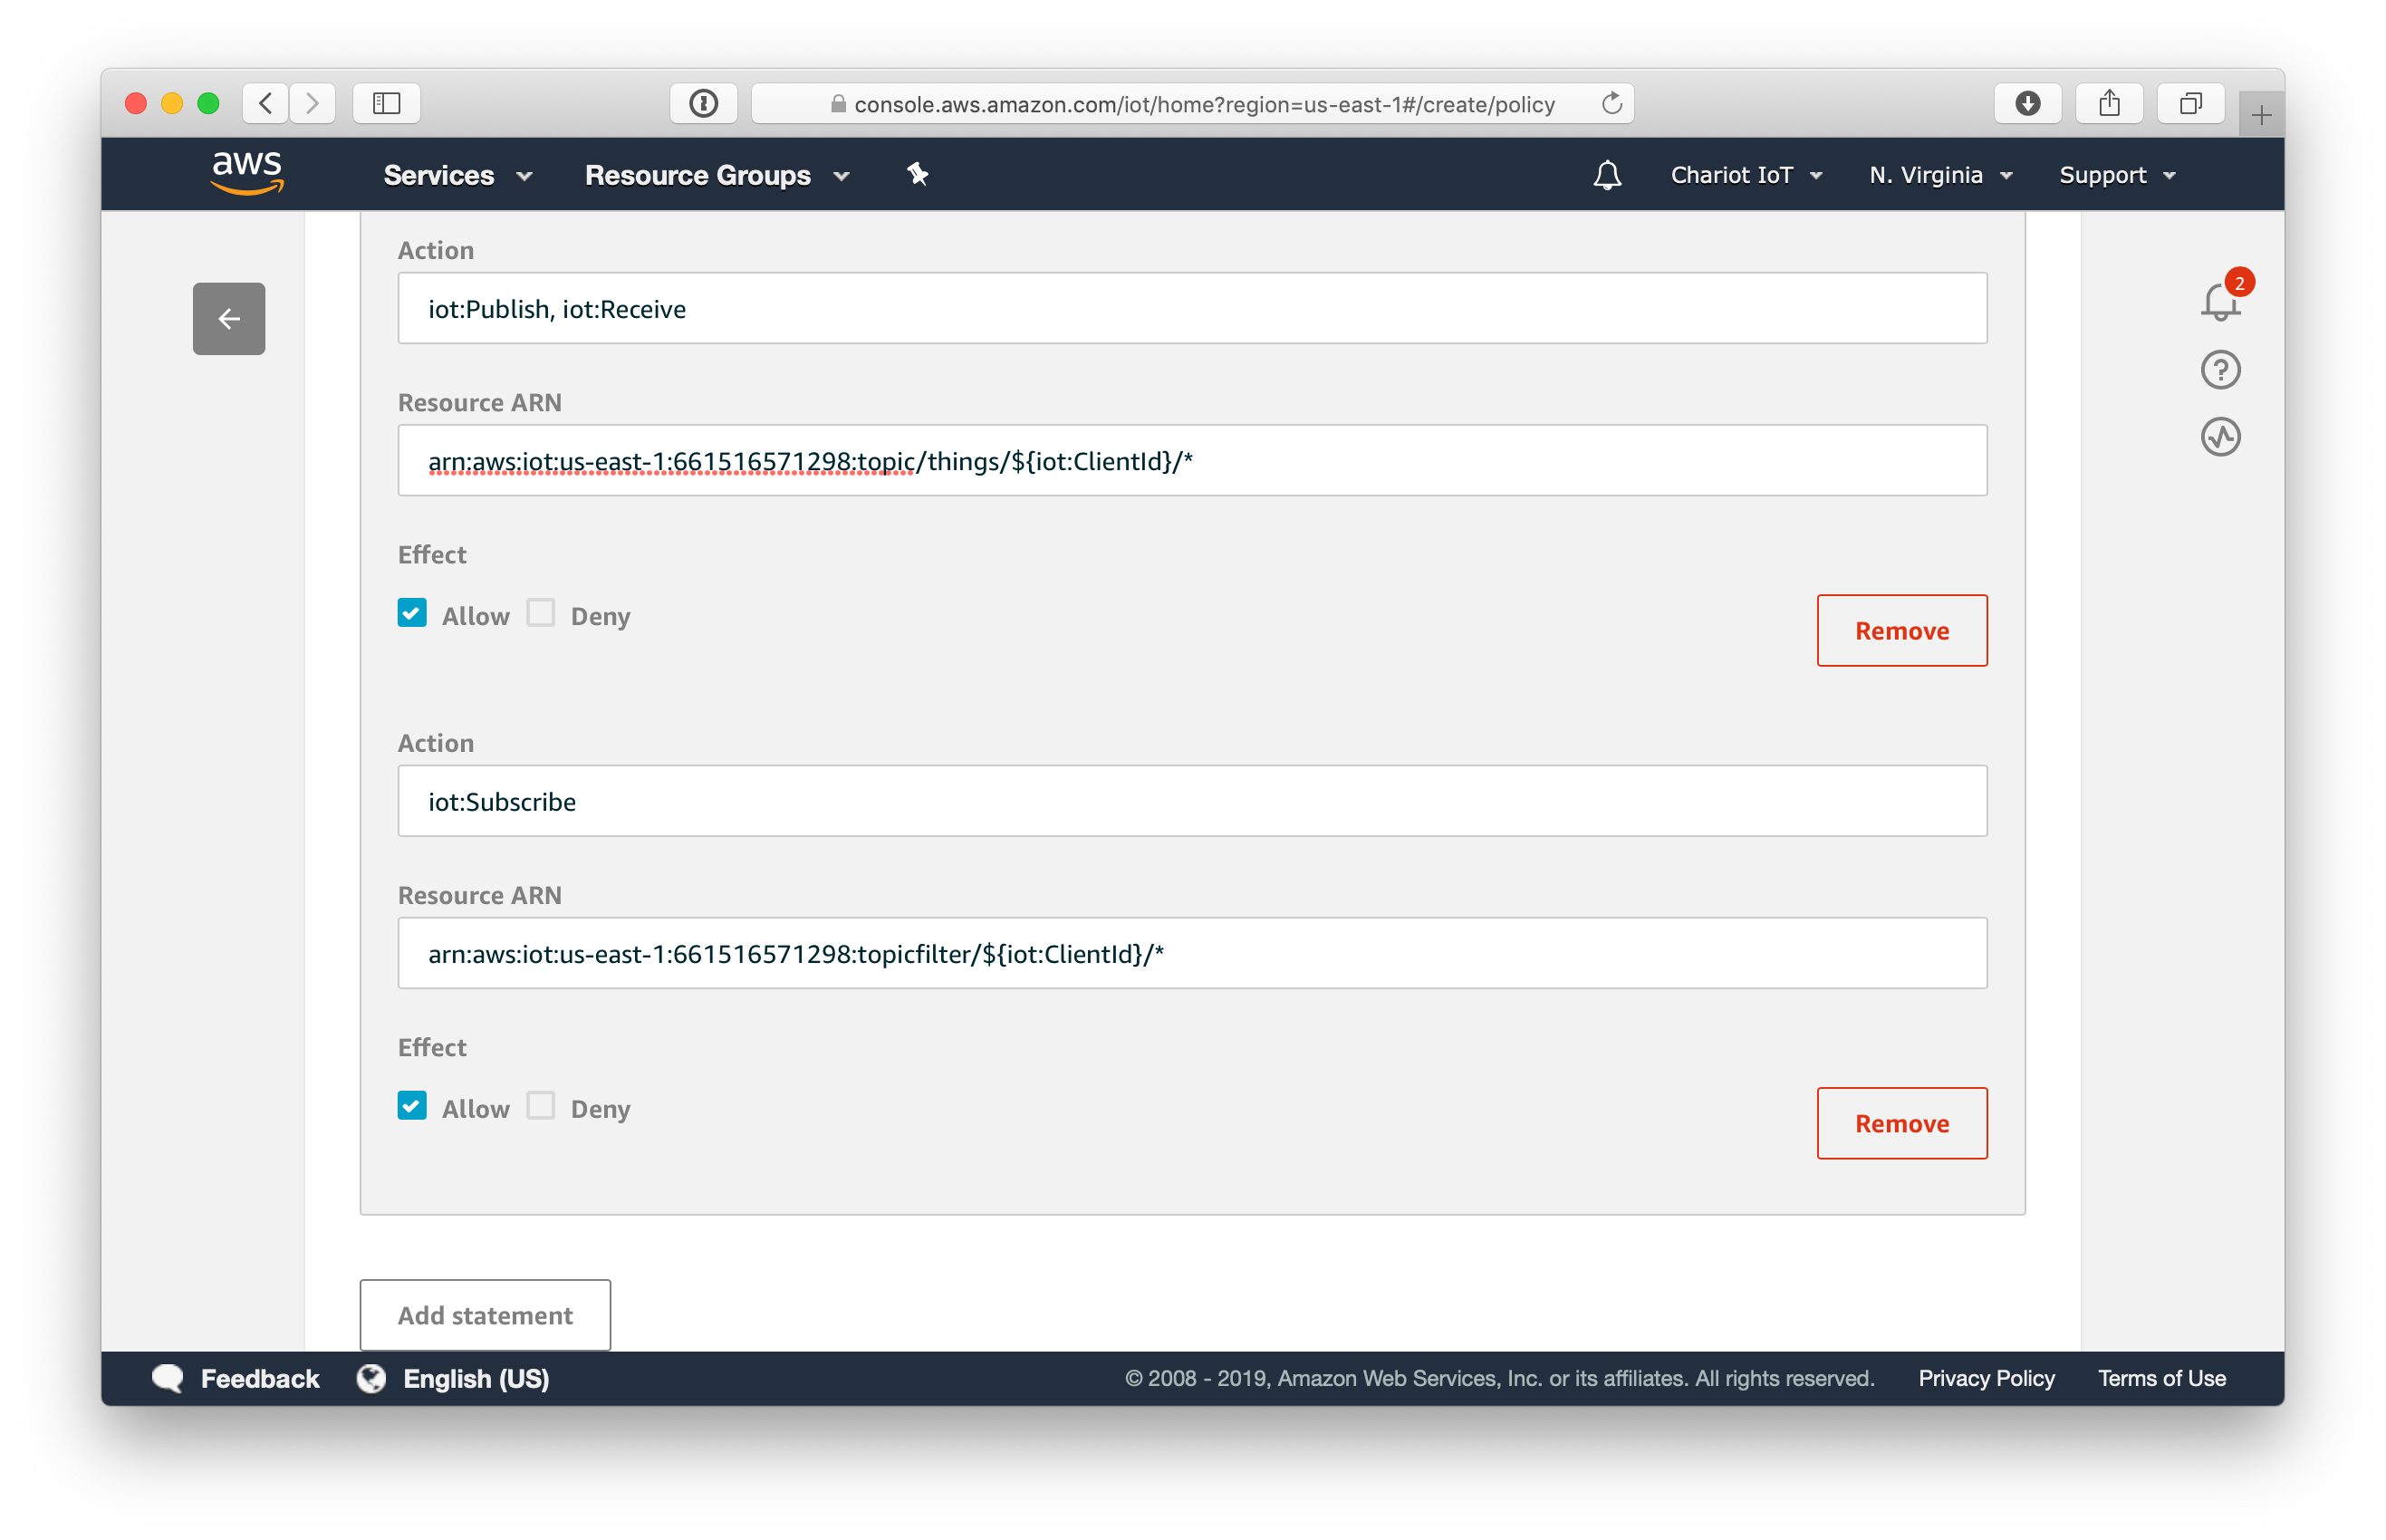 console.aws.amazon.com/iot/home?region=us-east-1#/create/policy
aws Services Resource Groups Chariot IoT N. Virginia Support
Action
iot:Publish, iot:Receive
2
Resource ARN
arn:aws:iot:us-east-1:661516571298:topic/things/${iot:ClientId}/*
Effect
Allow Deny
Remove
Action
iot:Subscribe
Resource ARN
arn:aws:iot:us-east-1:661516571298:topicfilter/${iot:ClientId}/*
Effect
Allow Deny
Remove
Add statement
Feedback English (US) © 2008 - 2019, Amazon Web Services, Inc. or its affiliates. All rights reserved. Privacy Policy Terms of Use